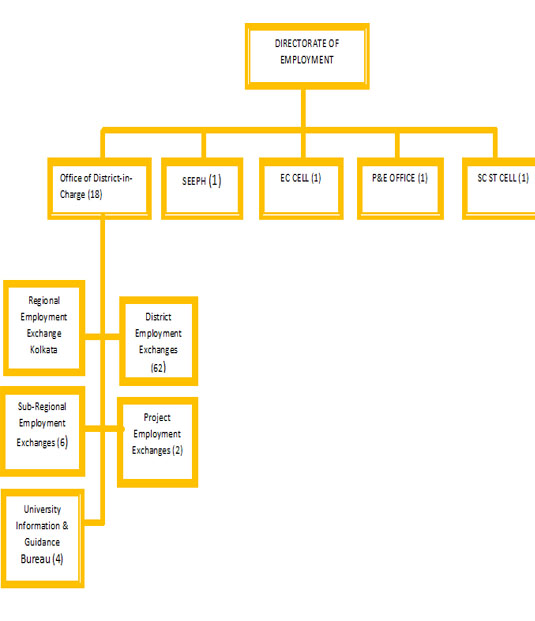 DIRECTORATE OF
EMPLOYMENT
Office of District-in-
Charge (18)
SEEPH (1)
EC CELL (1)
P&E OFFICE (1)
SC ST CELL (1)
Regional
Employment
Exchange
Kolkata
District
Employment
Exchanges
(62)
Sub-Regional
Employment
Exchanges (6)
Project
Employment
Exchanges (2)
University
Information &
Guidance
Bureau (4)